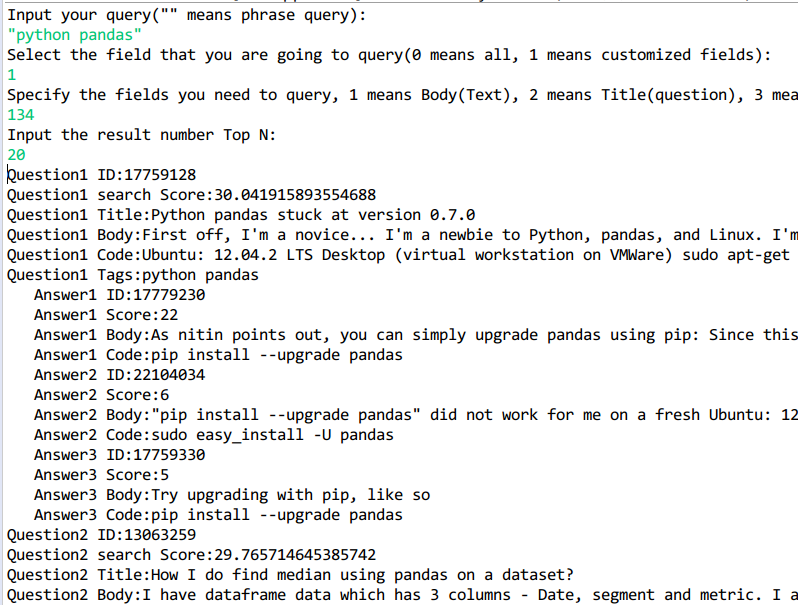 Input your query("" means phrase query):
"python pandas"
Select the field that you are going to query(0 means all, 1 means customized fields):
1
Specify the fields you need to query, 1 means Body(Text), 2 means Title(question), 3 mea
134
Input the result number Top N:
20
Question1 ID:17759128
Question1 search Score:30.041915893554688
Question1 Title:Python pandas stuck at version 0.7.0
Question1 Body:First off, I'm a novice... I'm a newbie to Python, pandas, and Linux. I'm
Question1 Code:Ubuntu: 12.04.2 LTS Desktop (virtual workstation on VMWare) sudo apt-get
Question1 Tags:python pandas
Answer1 ID:17779230
Answer1 Score:22
Answer1 Body:As nitin points out, you can simply upgrade pandas using pip: Since this
Answer1 Code:pip install --upgrade pandas
Answer2 ID:22104034
Answer2 Score:6
Answer2 Body:"pip install --upgrade pandas" did not work for me on a fresh Ubuntu: 12
Answer2 Code:sudo easy_install -U pandas
Answer3 ID:17759330
Answer3 Score:5
Answer3 Body:Try upgrading with pip, like so
Answer3 Code:pip install --upgrade pandas
Question2 ID:13063259
Question2 search Score:29.765714645385742
Question2 Title:How I do find median using pandas on a dataset?
Question2 Body:I have dataframe data which has 3 columns - Date, segment and metric. I a